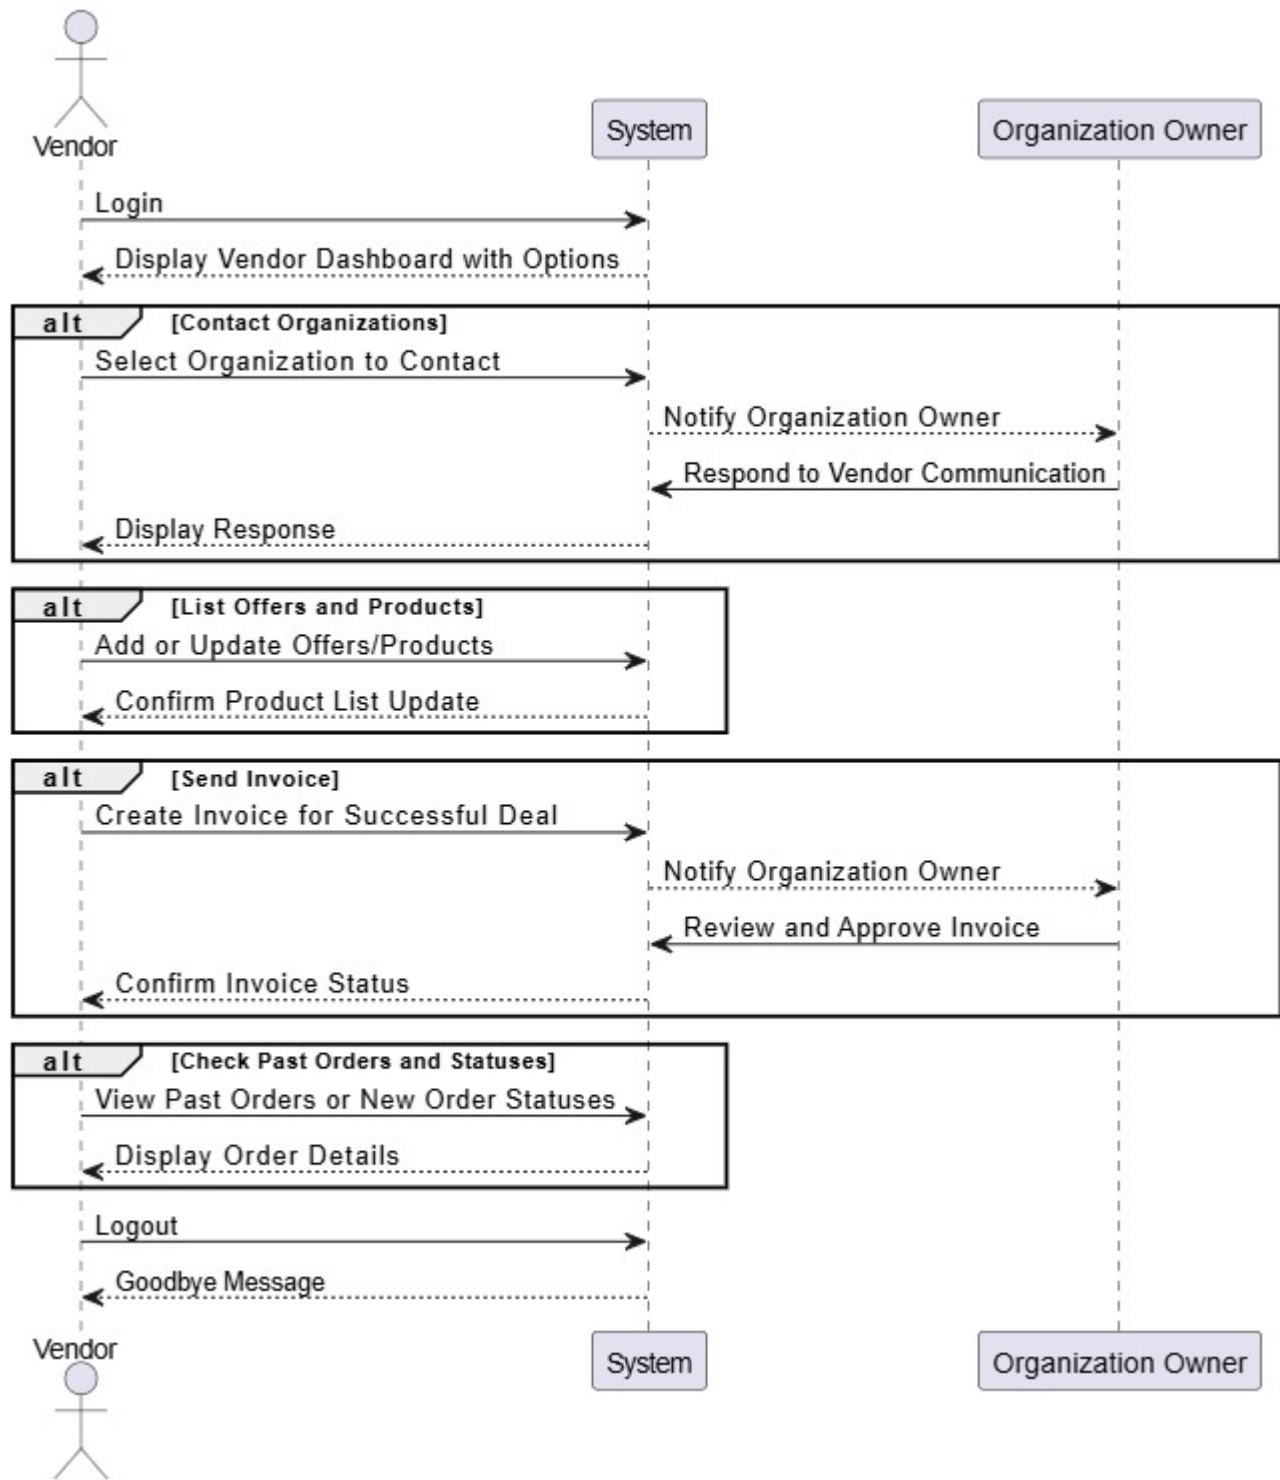 Vendor
System
Organization Owner
Login
Display Vendor Dashboard with Options
alt [Contact Organizations]
Select Organization to Contact
Notify Organization Owner
Respond to Vendor Communication
Display Response
alt [List Offers and Products]
Add or Update Offers/Products
Confirm Product List Update
alt [Send Invoice]
Create Invoice for Successful Deal
Notify Organization Owner
Review and Approve Invoice
Confirm Invoice Status
alt [Check Past Orders and Statuses]
View Past Orders or New Order Statuses
Display Order Details
Logout
Goodbye Message
Vendor
System
Organization Owner